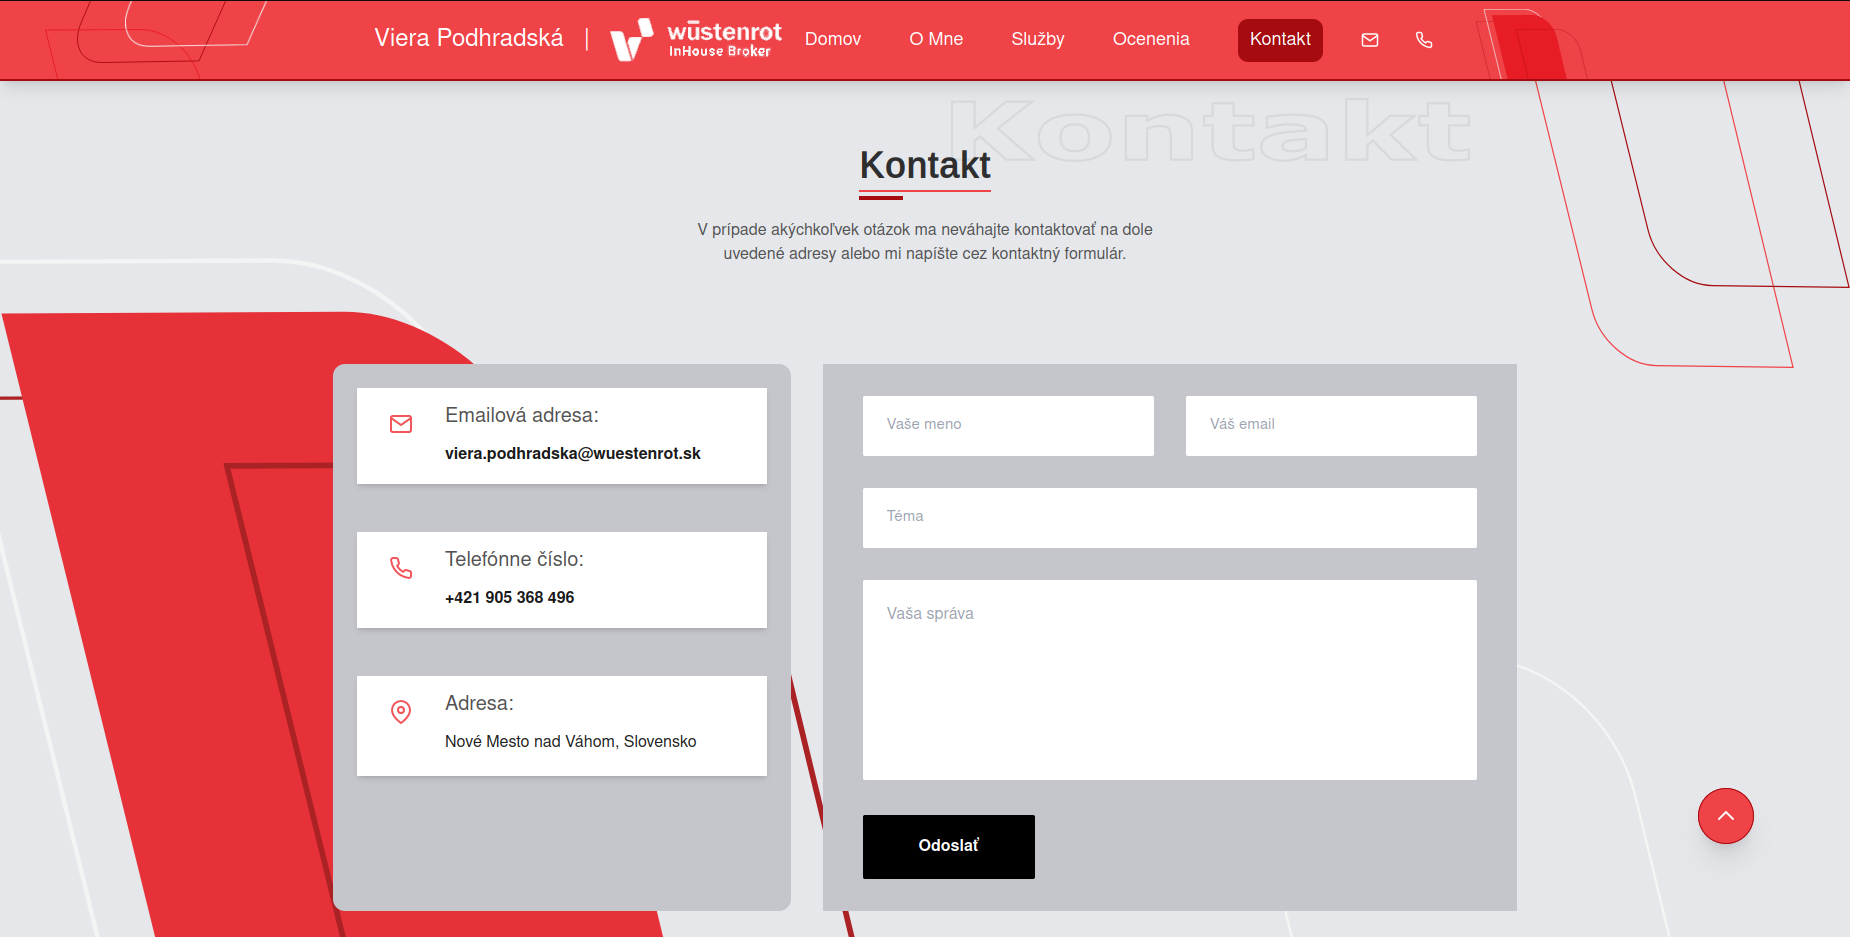 Viera Podhradská | wüstenrot
InHouse Broker
Domov O Mne Služby Ocenenia Kontakt
Kontakt
Kontakt
V prípade akýchkoľvek otázok ma neváhajte kontaktovať na dole
uvedené adresy alebo mi napíšte cez kontaktný formulár.
Emailová adresa:
viera.podhradska@wuestenrot.sk
Telefónne číslo:
+421 905 368 496
Adresa:
Nové Mesto nad Váhom, Slovensko
Vaše meno
Váš email
Téma
Vaša správa
Odoslať